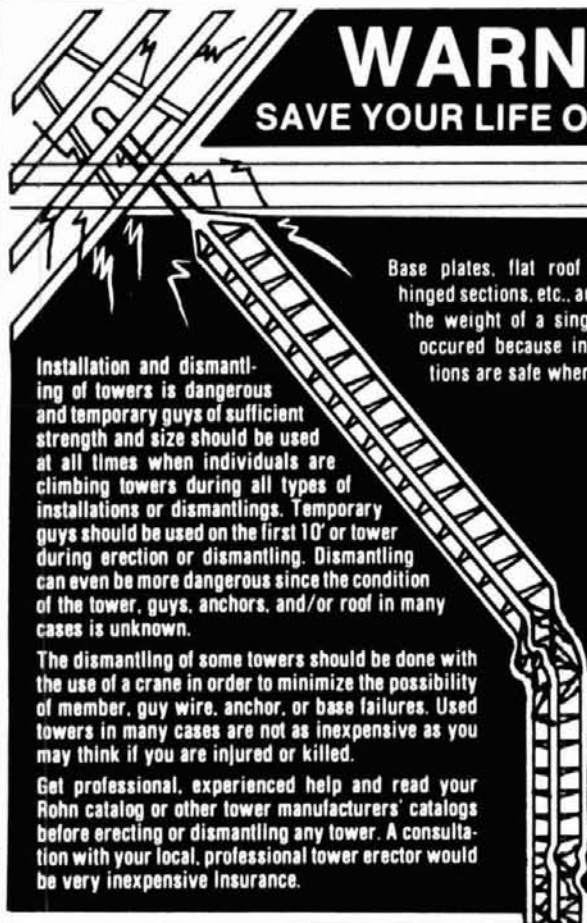 WARN
SAVE YOUR LIFE O
Base plates, flat roof
hinged sections, etc., a
the weight of a sing
occured because in
tions are safe when
Installation and dismantl-
ing of towers is dangerous
and temporary guys of sufficient
strength and size should be used
at all times when individuals are
climbing towers during all types of
installations or dismantlings. Temporary
guys should be used on the first 10' or tower
during erection or dismantling. Dismantling
can even be more dangerous since the condition
of the tower, guys, anchors, and/or roof in many
cases is unknown.
The dismantling of some towers should be done with
the use of a crane in order to minimize the possibility
of member, guy wire, anchor, or base failures. Used
towers in many cases are not as inexpensive as you
may think if you are injured or killed.
Get professional, experienced help and read your
Rohn catalog or other tower manufacturers' catalogs
before erecting or dismantling any tower. A consulta-
tion with your local, professional tower erector would
be very inexpensive Insurance.